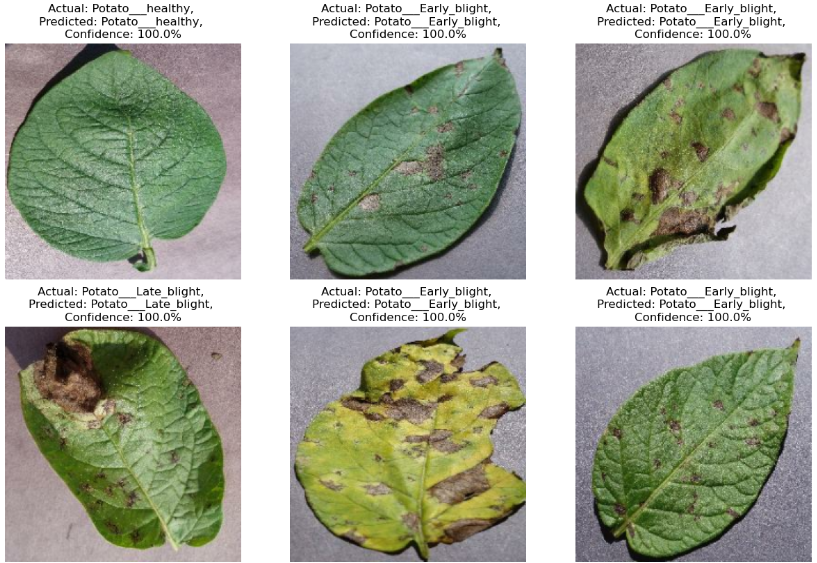 Actual: Potato___healthy,
Predicted: Potato___healthy,
Confidence: 100.0%
Actual: Potato___Early_blight,
Predicted: Potato___Early_blight,
Confidence: 100.0%
Actual: Potato___Early_blight,
Predicted: Potato___Early_blight,
Confidence: 100.0%
Actual: Potato___Late_blight,
Predicted: Potato___Late_blight,
Confidence: 100.0%
Actual: Potato___Early_blight,
Predicted: Potato___Early_blight,
Confidence: 100.0%
Actual: Potato___Early_blight,
Predicted: Potato___Early_blight,
Confidence: 100.0%